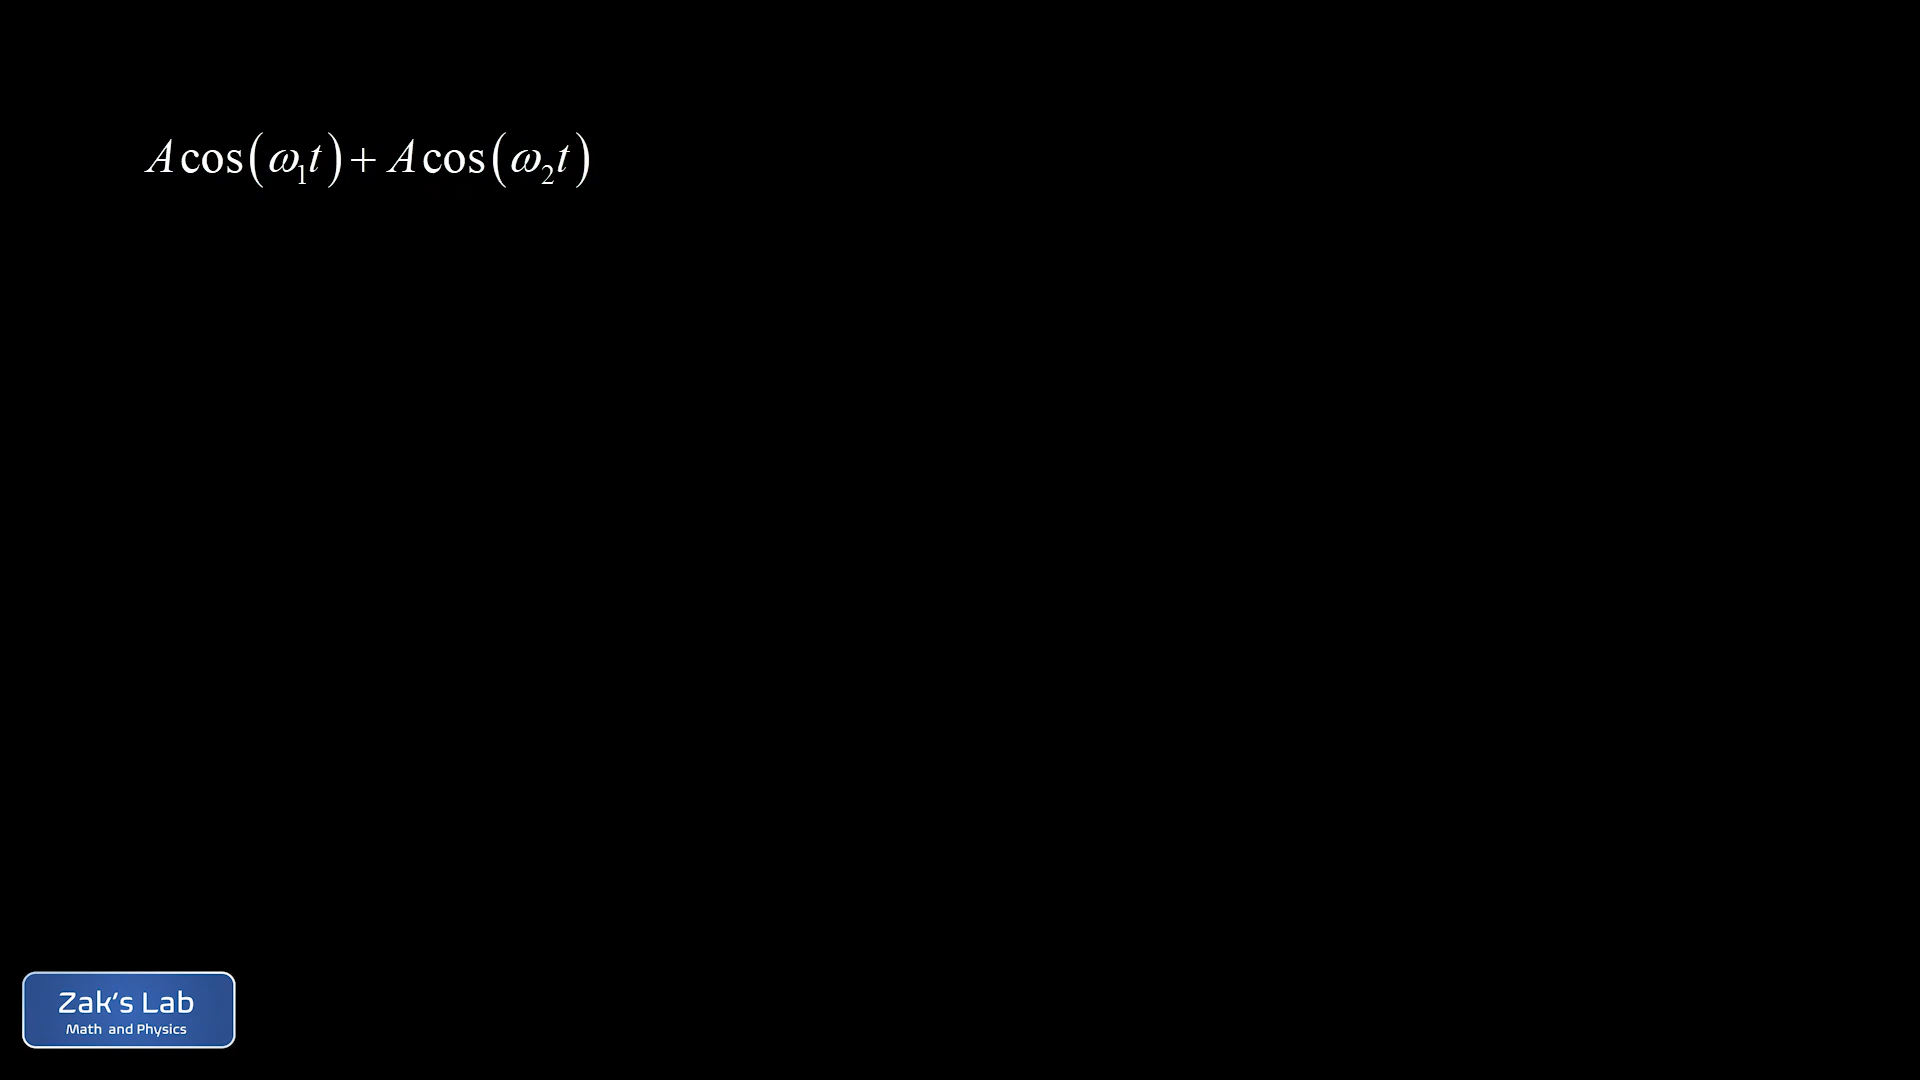 A cos(ω₁t) + A cos(ω₂t)
Zak's Lab
Math and Physics